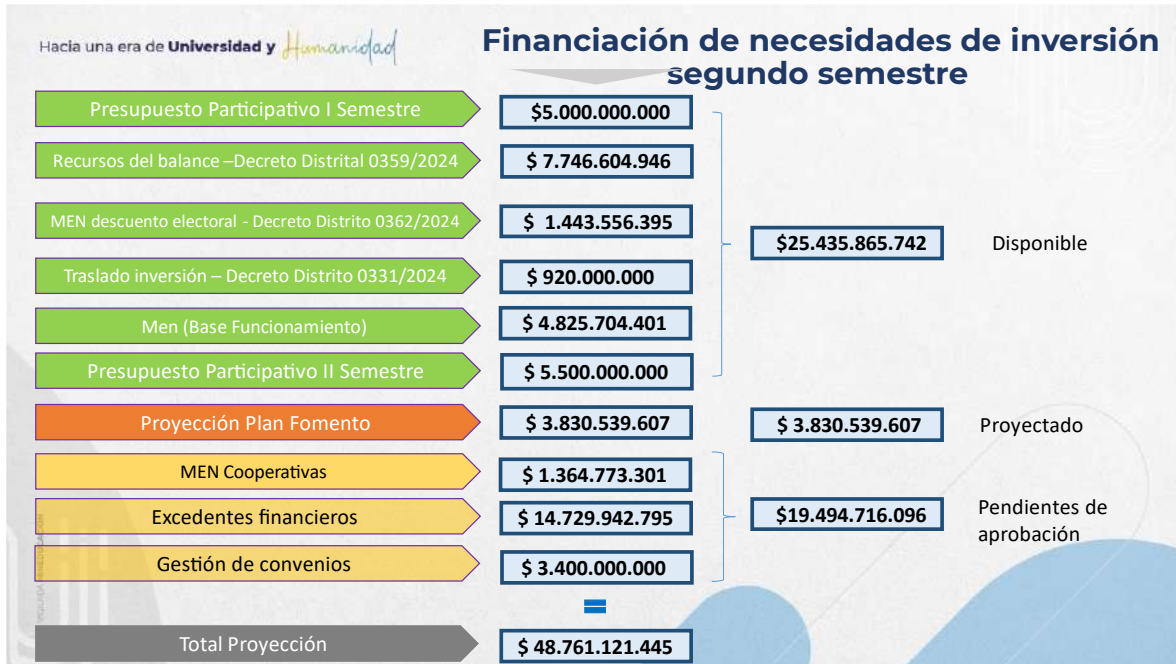 Hacia una era de Universidad y Humanidad
Financiación de necesidades de inversión
segundo semestre
Presupuesto Participativo I Semestre
$5.000.000.000
Recursos del balance –Decreto Distrital 0359/2024
$ 7.746.604.946
MEN descuento electoral - Decreto Distrito 0362/2024
$ 1.443.556.395
$25.435.865.742
Disponible
Traslado inversión – Decreto Distrito 0331/2024
$ 920.000.000
Men (Base Funcionamiento)
$ 4.825.704.401
Presupuesto Participativo II Semestre
$ 5.500.000.000
Proyección Plan Fomento
$ 3.830.539.607
$ 3.830.539.607
Proyectado
MEN Cooperativas
$ 1.364.773.301
Excedentes financieros
$ 14.729.942.795
$19.494.716.096
Pendientes de
aprobación
Gestión de convenios
$ 3.400.000.000
=
Total Proyección
$ 48.761.121.445